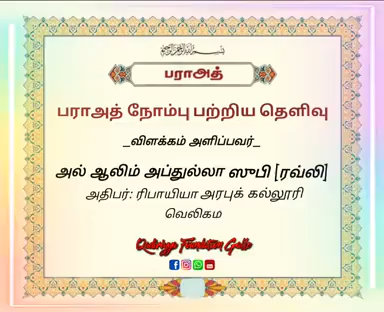 பராஅத்
பராஅத் நோம்பு பற்றிய தெளிவு
_விளக்கம் அளிப்பவர்_
அல் ஆலிம் அப்துல்லா ஸுபி [ரவ்லி]
அதிபர்: ரிபாயியா அரபுக் கல்லூரி
வெலிகம
Qadiriyya Foundation Galle